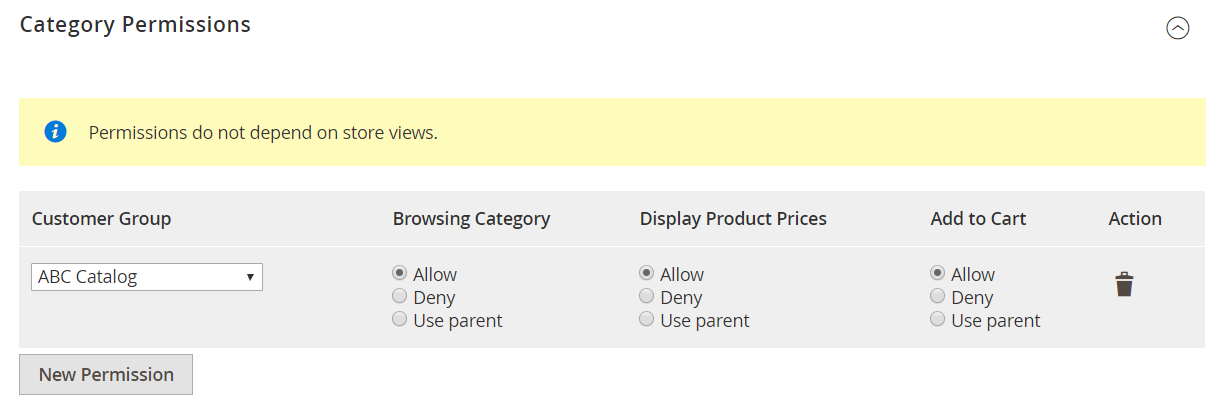 Category Permissions
Permissions do not depend on store views.
Customer Group Browsing Category Display Product Prices Add to Cart Action
ABC Catalog Allow Allow Allow
Deny Deny Deny
Use parent Use parent Use parent
New Permission